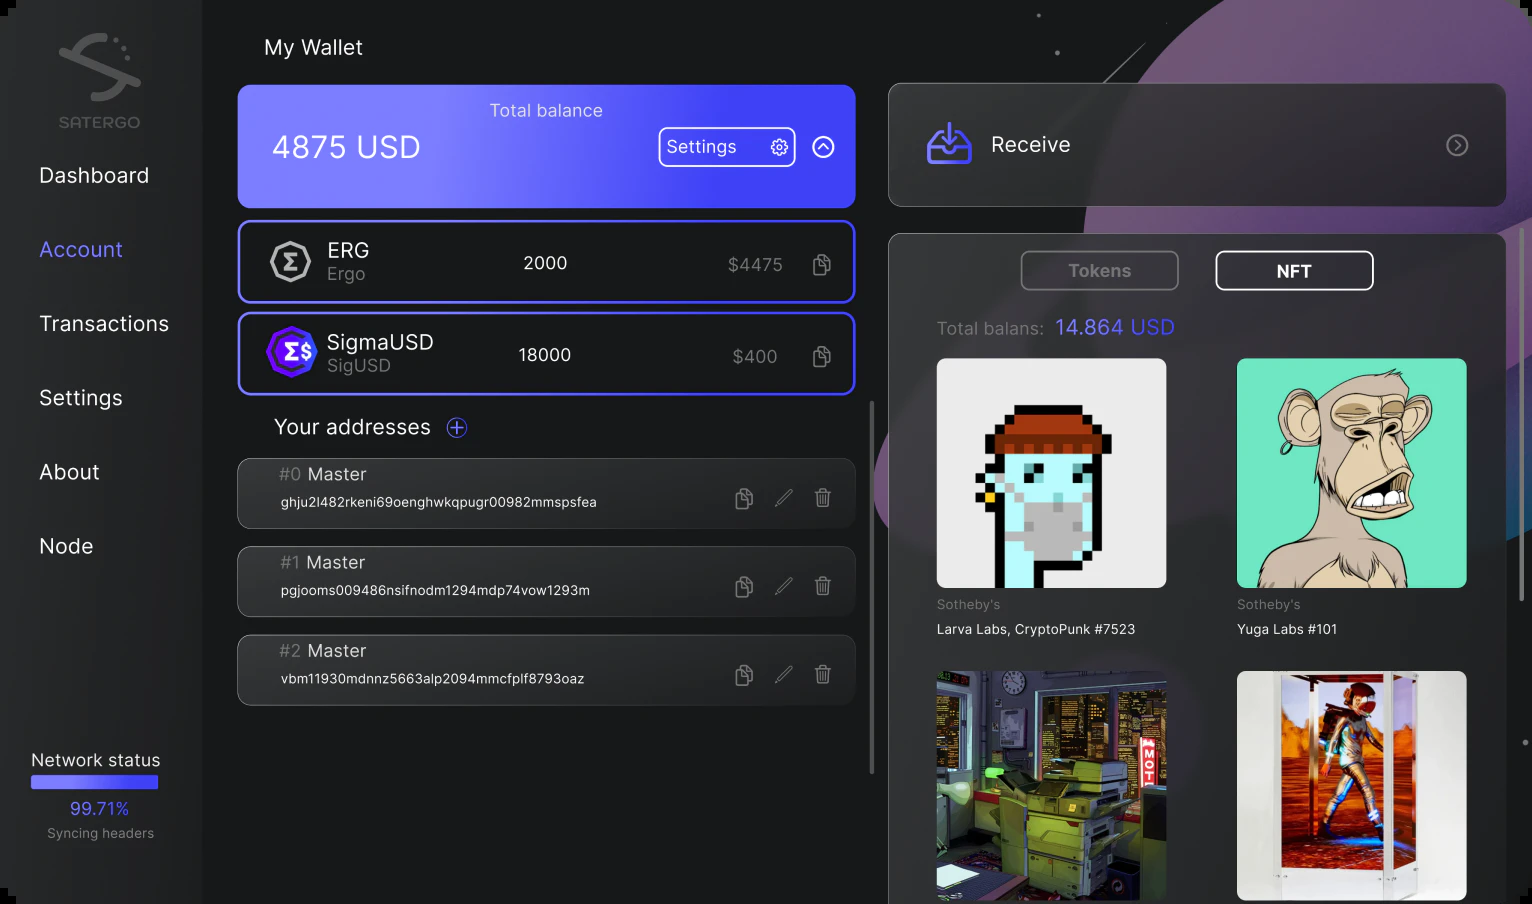 SATERGO
Dashboard
Account
Transactions
Settings
About
Node
Network status
99.71%
Syncing headers
My Wallet
Total balance
4875 USD
Settings
ERG
Ergo
2000
$4475
SigmaUSD
SigUSD
18000
$400
Your addresses
#0 Master
ghju2l482rkeni69oenghwkqpugr00982mmspsfea
#1 Master
pgjooms009486nsifnodm1294mdp74vow1293m
#2 Master
vbm11930mdnnz5663alp2094mmcfplf8793oaz
Receive
Tokens
NFT
Total balans: 14.864 USD
Sotheby's
Larva Labs, CryptoPunk #7523
Sotheby's
Yuga Labs #101
MOTE